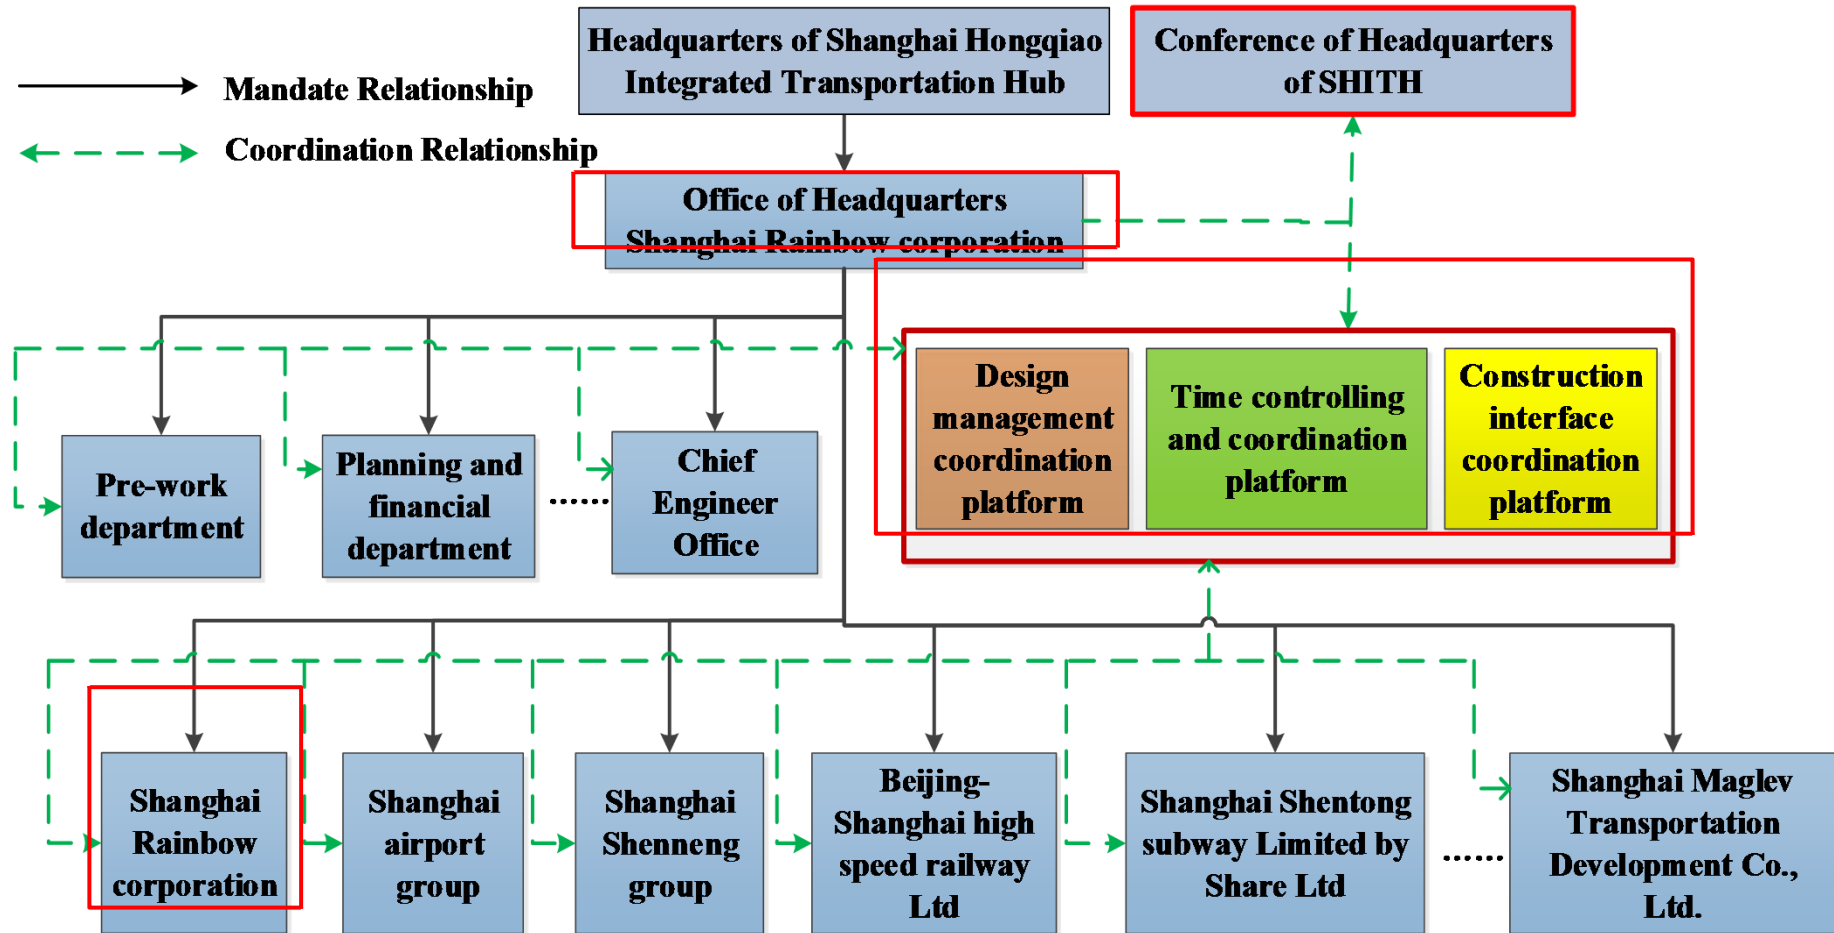 Headquarters of Shanghai Hongqiao
Integrated Transportation Hub
Conference of Headquarters
of SHITH
Mandate Relationship
Coordination Relationship
Office of Headquarters
Shanghai Rainbow corporation
Design
management
coordination
platform
Time controlling
and coordination
platform
Construction
interface
coordination
platform
Pre-work
department
Planning and
financial
department
........
Chief
Engineer
Office
Shanghai
Rainbow
corporation
Shanghai
airport
group
Shanghai
Shenneng
group
Beijing-
Shanghai high
speed railway
Ltd
Shanghai Shentong
subway Limited by
Share Ltd
........
Shanghai Maglev
Transportation
Development Co.,
Ltd.